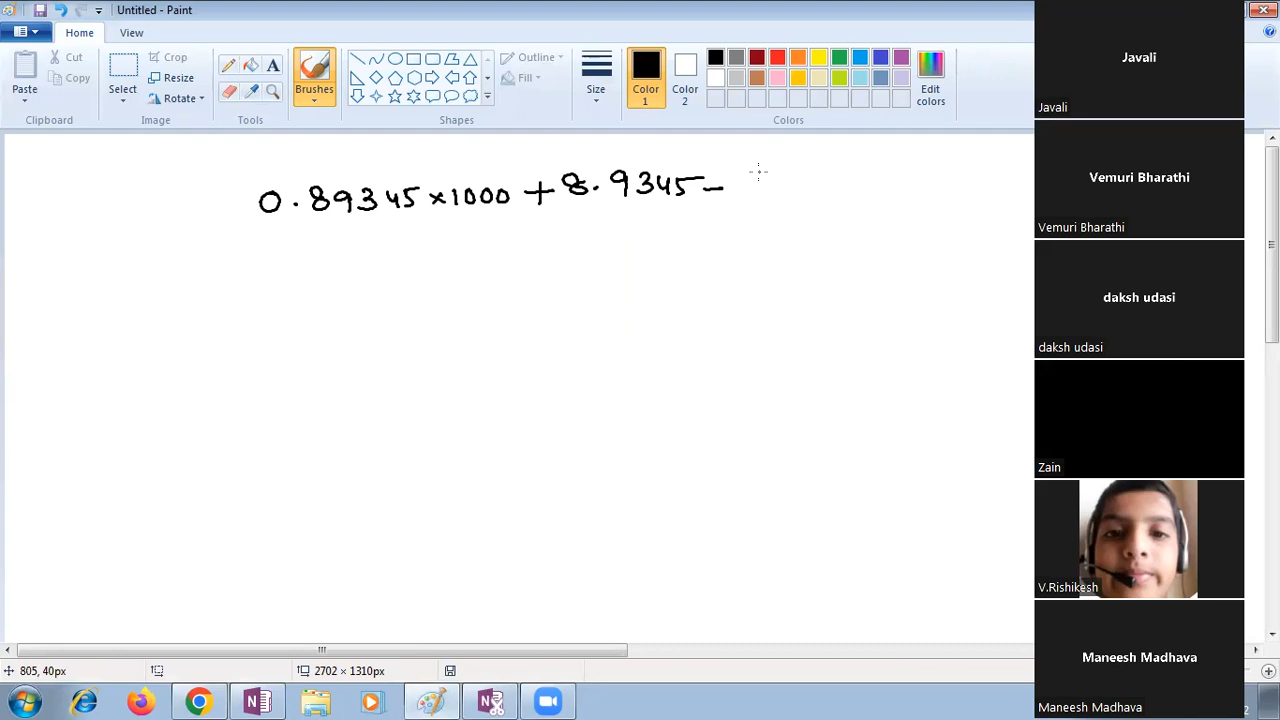 Untitled - Paint
Home
View
Paste
Cut
Copy
Clipboard
Select
Crop
Resize
Rotate
Image
A
Tools
Brushes
Outline
Fill
Shapes
Size
Color 1
Color 2
Edit colors
Colors
0.89345×1000+8.9345-
805, 40px
2702 × 1310px
Javali
Javali
Vemuri Bharathi
Vemuri Bharathi
daksh udasi
daksh udasi
Zain
V.Rishikesh
Maneesh Madhava
Maneesh Madhava